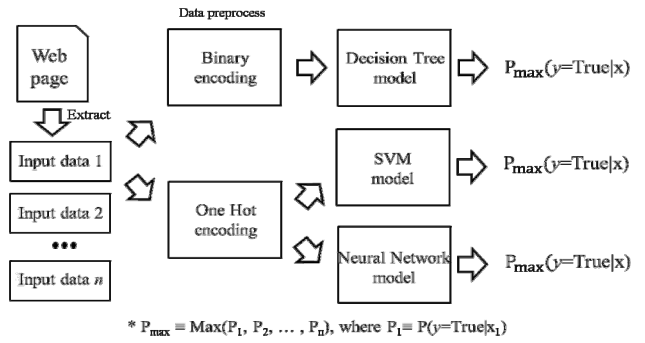 Data preprocess
Web
page
Extract
Input data 1
Input data 2
•••
Input data n
Binary
encoding
One Hot
encoding
Decision Tree
model
SVM
model
Neural Network
model
Pmax(y=True|x)
Pmax(y=True|x)
Pmax(y=True|x)
* Pmax = Max(P1, P2, … , Pn), where P1= P(y=True|x1)